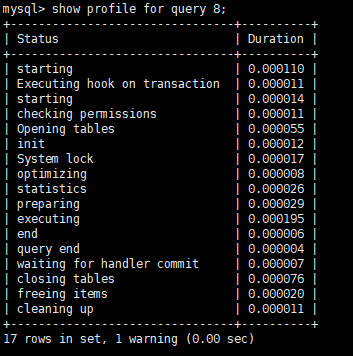 mysql> show profile for query 8;
+--------------------------------+----------+
| Status                         | Duration |
+--------------------------------+----------+
| starting                       | 0.000110 |
| Executing hook on transaction  | 0.000011 |
| starting                       | 0.000014 |
| checking permissions           | 0.000011 |
| Opening tables                 | 0.000055 |
| init                           | 0.000012 |
| System lock                    | 0.000017 |
| optimizing                     | 0.000008 |
| statistics                     | 0.000026 |
| preparing                      | 0.000029 |
| executing                      | 0.000195 |
| end                            | 0.000006 |
| query end                      | 0.000004 |
| waiting for handler commit     | 0.000007 |
| closing tables                 | 0.000076 |
| freeing items                  | 0.000020 |
| cleaning up                    | 0.000011 |
+--------------------------------+----------+
17 rows in set, 1 warning (0.00 sec)